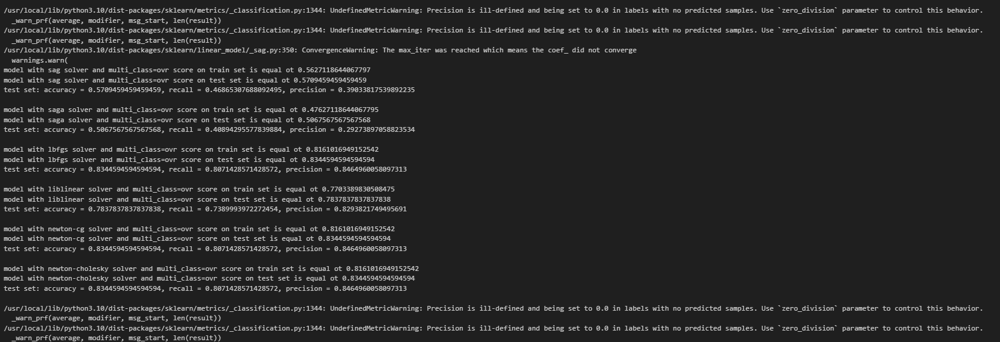 /usr/local/lib/python3.10/dist-packages/sklearn/metrics/_classification.py:1344: UndefinedMetricWarning: Precision is ill-defined and being set to 0.0 in labels with no predicted samples. Use `zero_division` parameter to control this behavior.
  _warn_prf(average, modifier, msg_start, len(result))
/usr/local/lib/python3.10/dist-packages/sklearn/metrics/_classification.py:1344: UndefinedMetricWarning: Precision is ill-defined and being set to 0.0 in labels with no predicted samples. Use `zero_division` parameter to control this behavior.
  _warn_prf(average, modifier, msg_start, len(result))
/usr/local/lib/python3.10/dist-packages/sklearn/linear_model/_sag.py:350: ConvergenceWarning: The max_iter was reached which means the coef_ did not converge
  warnings.warn(
model with sag solver and multi_class=ovr score on train set is equal ot 0.5627118644067797
model with sag solver and multi_class=ovr score on test set is equal ot 0.5709459459459459
test set: accuracy = 0.5709459459459459, recall = 0.46865307688092495, precision = 0.39033817539892235

model with saga solver and multi_class=ovr score on train set is equal ot 0.47627118644067795
model with saga solver and multi_class=ovr score on test set is equal ot 0.5067567567567568
test set: accuracy = 0.5067567567567568, recall = 0.40894295577839884, precision = 0.29273897058823534

model with lbfgs solver and multi_class=ovr score on train set is equal ot 0.8161016949152542
model with lbfgs solver and multi_class=ovr score on test set is equal ot 0.8344594594594594
test set: accuracy = 0.8344594594594594, recall = 0.8071428571428572, precision = 0.8464960058097313

model with liblinear solver and multi_class=ovr score on train set is equal ot 0.7703389830508475
model with liblinear solver and multi_class=ovr score on test set is equal ot 0.7837837837837838
test set: accuracy = 0.7837837837837838, recall = 0.7389993972272454, precision = 0.8293821749495691

model with newton-cg solver and multi_class=ovr score on train set is equal ot 0.8161016949152542
model with newton-cg solver and multi_class=ovr score on test set is equal ot 0.8344594594594594
test set: accuracy = 0.8344594594594594, recall = 0.8071428571428572, precision = 0.8464960058097313

model with newton-cholesky solver and multi_class=ovr score on train set is equal ot 0.8161016949152542
model with newton-cholesky solver and multi_class=ovr score on test set is equal ot 0.8344594594594594
test set: accuracy = 0.8344594594594594, recall = 0.8071428571428572, precision = 0.8464960058097313

/usr/local/lib/python3.10/dist-packages/sklearn/metrics/_classification.py:1344: UndefinedMetricWarning: Precision is ill-defined and being set to 0.0 in labels with no predicted samples. Use `zero_division` parameter to control this behavior.
  _warn_prf(average, modifier, msg_start, len(result))
/usr/local/lib/python3.10/dist-packages/sklearn/metrics/_classification.py:1344: UndefinedMetricWarning: Precision is ill-defined and being set to 0.0 in labels with no predicted samples. Use `zero_division` parameter to control this behavior.
  _warn_prf(average, modifier, msg_start, len(result))